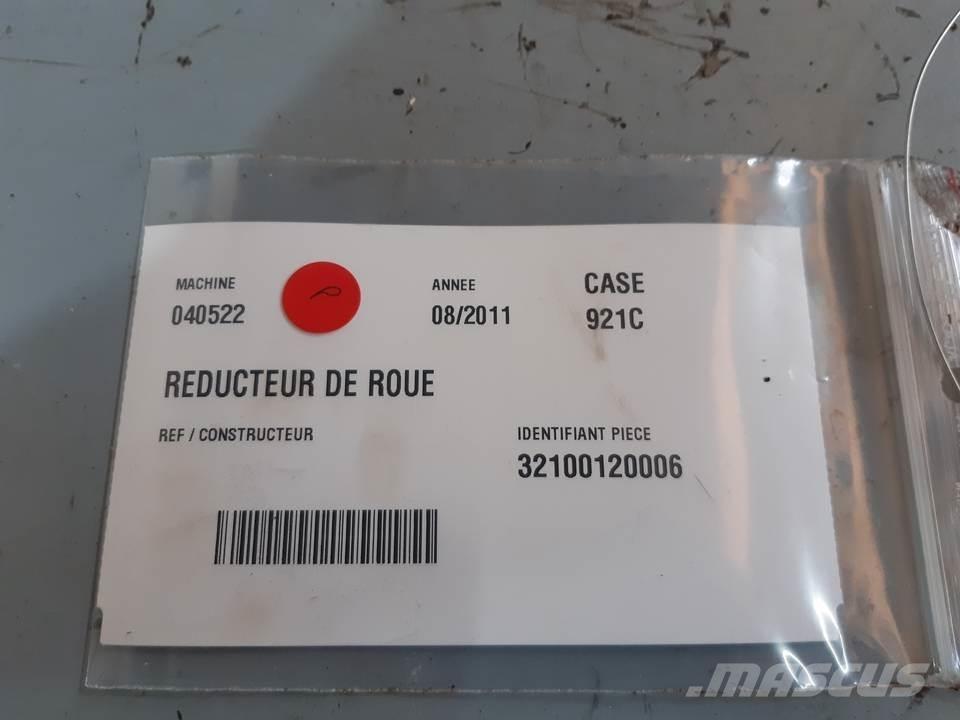 MACHINE
ANNEE
CASE
040522
08/2011
921C
REDUCTEUR DE ROUE
REF / CONSTRUCTEUR
IDENTIFIANT PIECE
32100120006
MASCUS